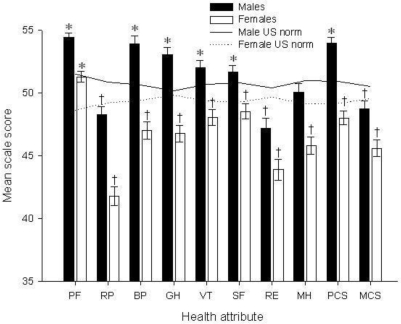 Males
Females
Male US norm
Female US norm
Mean scale score
55
50
45
40
35
* * † † * † * † * † * † † † † * † † †
PF RP BP GH VT SF RE MH PCS MCS
Health attribute